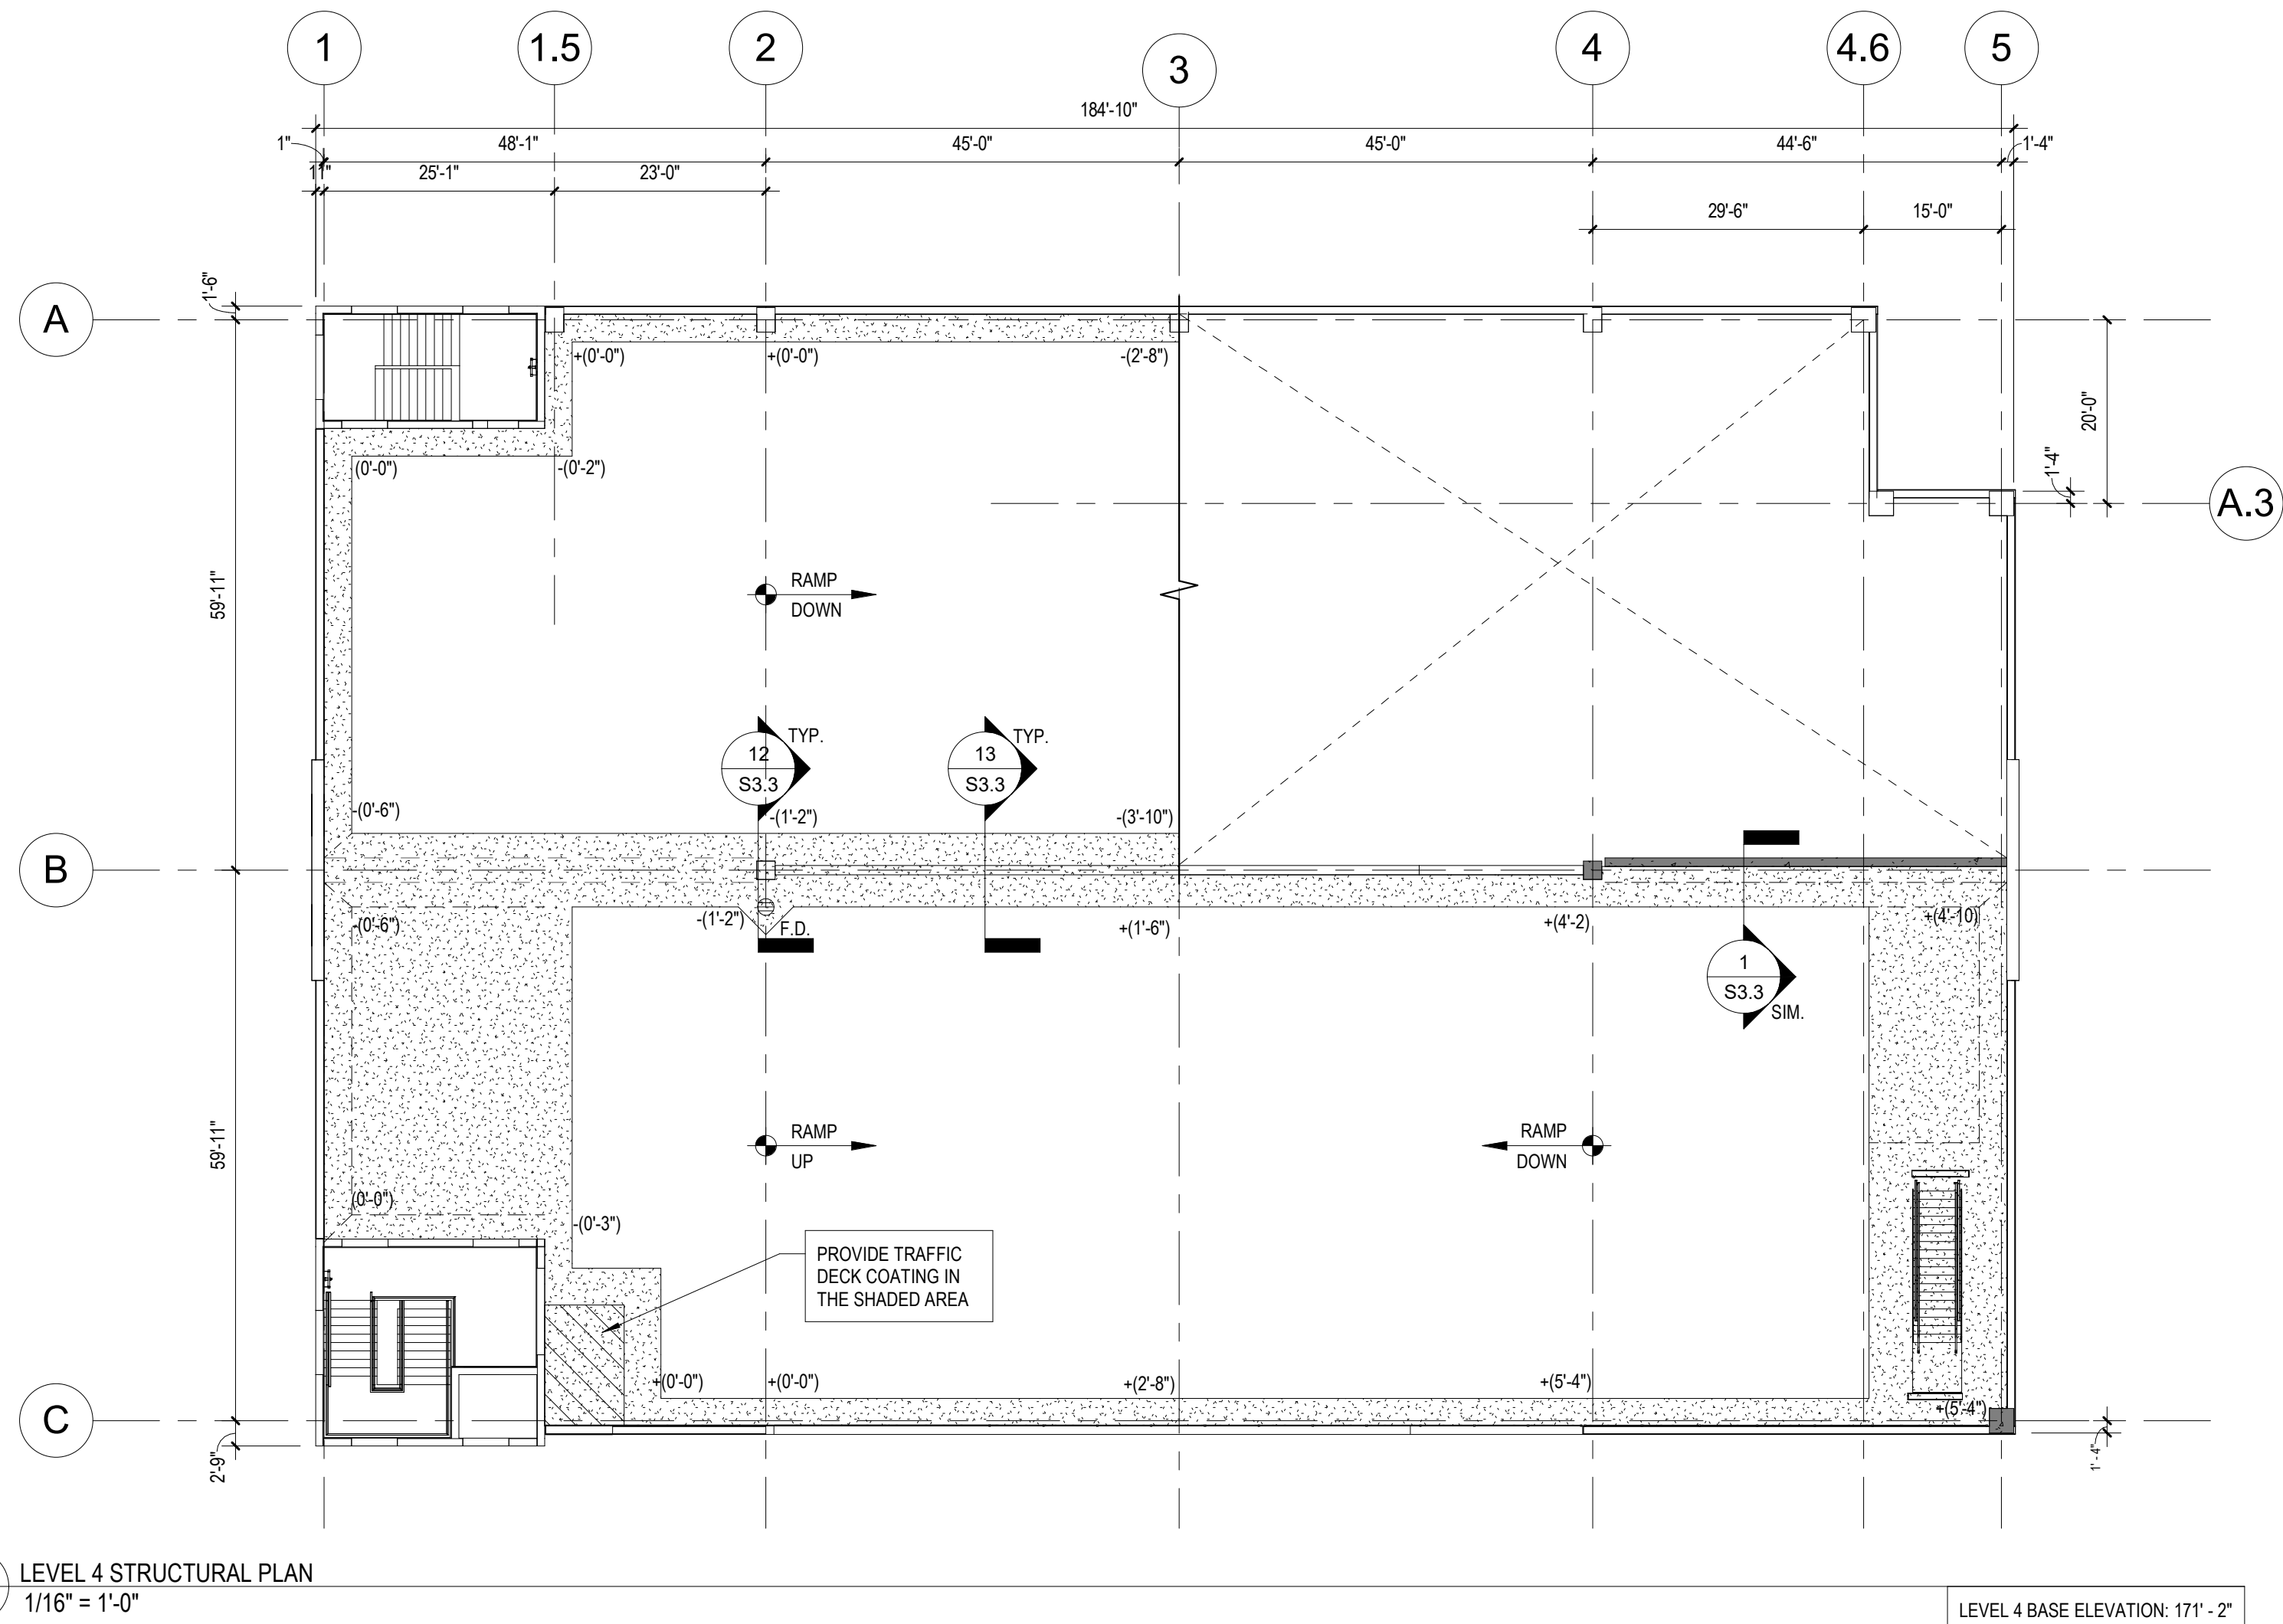 1
1.5
2
3
4
4.6
5
184'-10"
1"
48'-1"
45'-0"
45'-0"
44'-6"
1'-4"
25'-1"
23'-0"
29'-6"
15'-0"
1'-6"
A
+(0'-0")
+(0'-0")
-(2'-8")
20'-0"
(0'-0")
-(0'-2")
1'-4"
A.3
59'-11"
RAMP
DOWN
12
S3.3
TYP.
13
S3.3
TYP.
-(0'-6")
-(1'-2")
-(3'-10")
B
-(0'-6")
-(1'-2")
F.D.
+(1'-6")
+(4'-2)
+(4'-10)
1
S3.3
SIM.
59'-11"
RAMP
UP
RAMP
DOWN
(0'-0")
-(0'-3")
PROVIDE TRAFFIC
DECK COATING IN
THE SHADED AREA
+(0'-0")
+(0'-0")
+(2'-8")
+(5'-4")
+(5'-4")
C
2'-9"
1' - 4"
LEVEL 4 STRUCTURAL PLAN
1/16" = 1'-0"
LEVEL 4 BASE ELEVATION: 171' - 2"